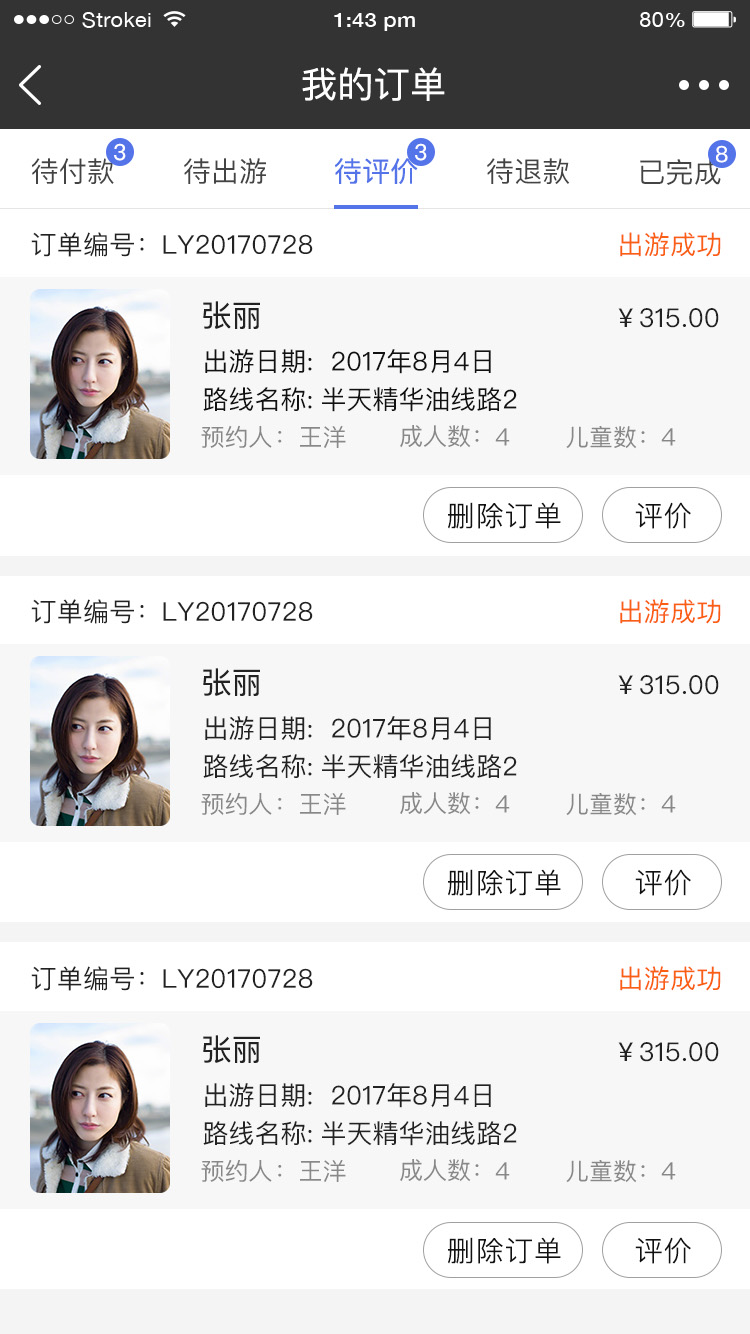 Strokei 1:43 pm 80%
我的订单
待付款 3 待出游 待评价 3 待退款 已完成 8
订单编号：LY20170728 出游成功
张丽 ¥315.00
出游日期: 2017年8月4日
路线名称: 半天精华油线路2
预约人：王洋 成人数：4 儿童数：4
删除订单 评价
订单编号：LY20170728 出游成功
张丽 ¥315.00
出游日期: 2017年8月4日
路线名称: 半天精华油线路2
预约人：王洋 成人数：4 儿童数：4
删除订单 评价
订单编号：LY20170728 出游成功
张丽 ¥315.00
出游日期: 2017年8月4日
路线名称: 半天精华油线路2
预约人：王洋 成人数：4 儿童数：4
删除订单 评价